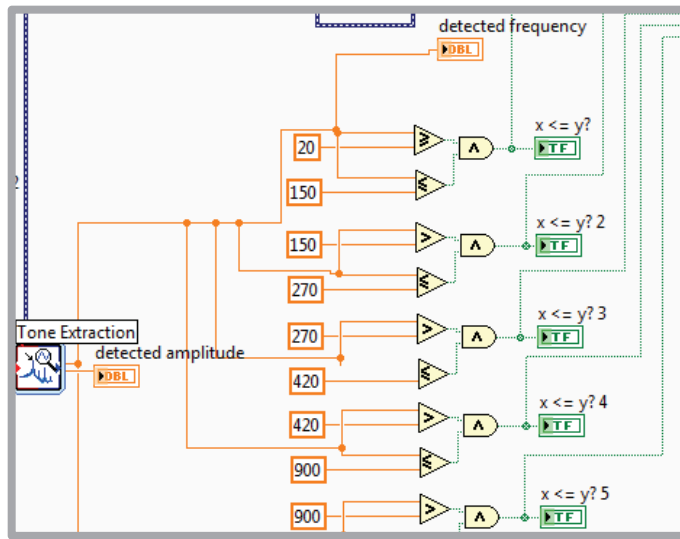 detected frequency
DBL
x <= y?
20
TF
150
x <= y? 2
150
TF
270
Tone Extraction
x <= y? 3
270
TF
detected amplitude
DBL
420
x <= y? 4
420
TF
900
x <= y? 5
900
TF